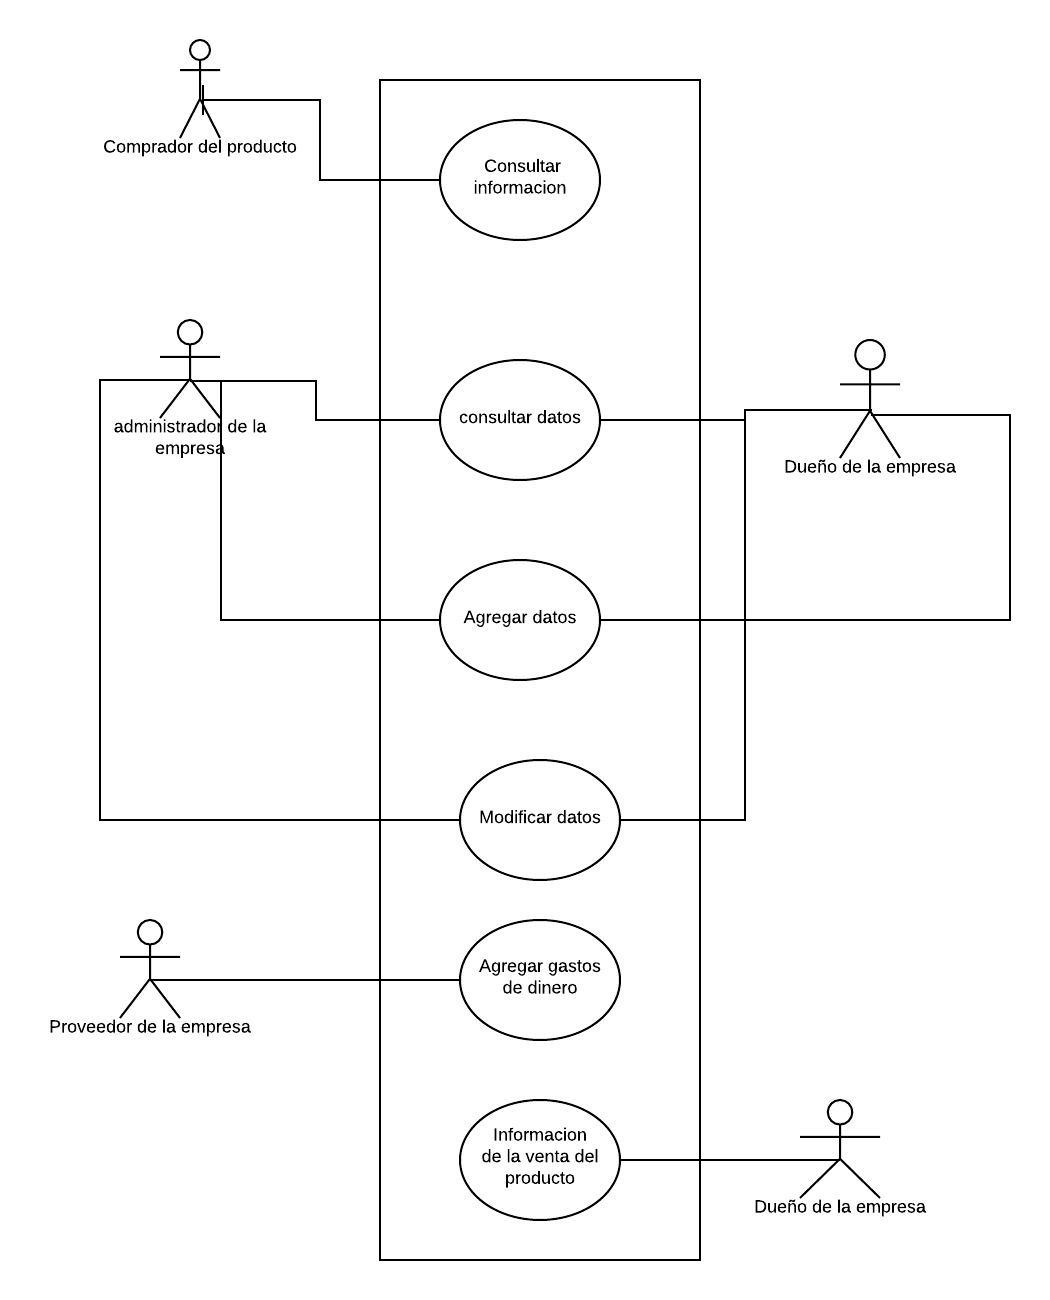 Comprador del producto
Consultar
informacion
administrador de la
empresa
consultar datos
Dueño de la empresa
Agregar datos
Modificar datos
Proveedor de la empresa
Agregar gastos
de dinero
Informacion
de la venta del
producto
Dueño de la empresa